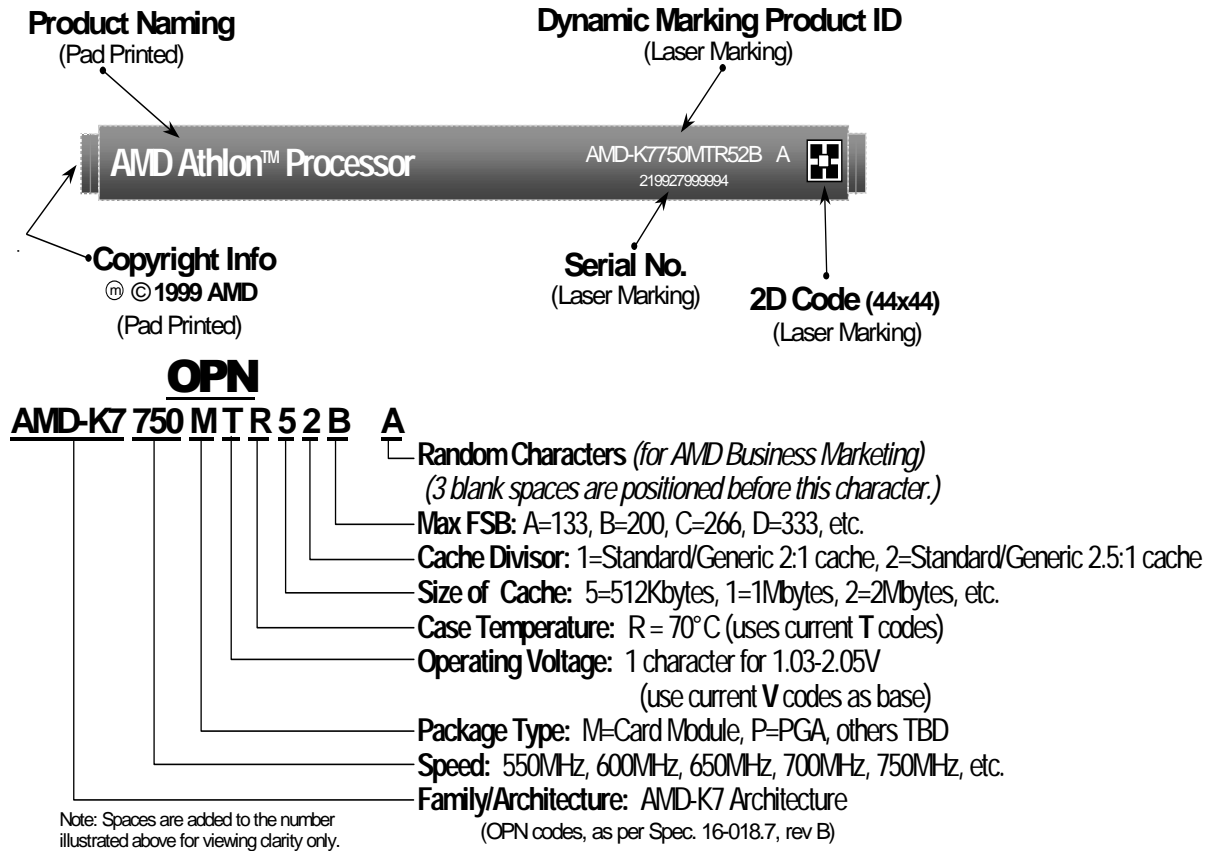 Product Naming
(Pad Printed)
Dynamic Marking Product ID
(Laser Marking)
AMD Athlon™ Processor
AMD-K7750MTR52B A
219927999994
Copyright Info
ⓜ © 1999 AMD
(Pad Printed)
Serial No.
(Laser Marking)
2D Code (44x44)
(Laser Marking)
OPN
AMD-K7 750 M T R 5 2 B A
Random Characters (for AMD Business Marketing)
(3 blank spaces are positioned before this character.)
Max FSB: A=133, B=200, C=266, D=333, etc.
Cache Divisor: 1=Standard/Generic 2:1 cache, 2=Standard/Generic 2.5:1 cache
Size of Cache: 5=512Kbytes, 1=1Mbytes, 2=2Mbytes, etc.
Case Temperature: R = 70°C (uses current T codes)
Operating Voltage: 1 character for 1.03-2.05V
(use current V codes as base)
Package Type: M=Card Module, P=PGA, others TBD
Speed: 550MHz, 600MHz, 650MHz, 700MHz, 750MHz, etc.
Family/Architecture: AMD-K7 Architecture
(OPN codes, as per Spec. 16-018.7, rev B)
Note: Spaces are added to the number
illustrated above for viewing clarity only.